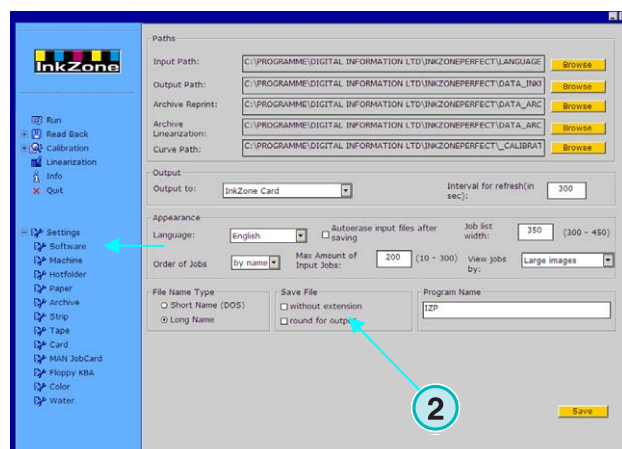 InkZone
Run
Read Back
Calibration
Linearization
Info
Quit
Settings
Software
Machine
Hotfolder
Paper
Archive
Strip
Tape
Card
MAN JobCard
Floppy KBA
Color
Water
Paths
Input Path: C:\PROGRAMME\DIGITAL INFORMATION LTD\INKZONEPERFECT\LANGUAGE Browse
Output Path: C:\PROGRAMME\DIGITAL INFORMATION LTD\INKZONEPERFECT\DATA_INKI Browse
Archive Reprint: C:\PROGRAMME\DIGITAL INFORMATION LTD\INKZONEPERFECT\DATA_ARC Browse
Archive
Linearization: C:\PROGRAMME\DIGITAL INFORMATION LTD\INKZONEPERFECT\DATA_ARC Browse
Curve Path: C:\PROGRAMME\DIGITAL INFORMATION LTD\INKZONEPERFECT\_CALIBRAT Browse
Output
Output to: InkZone Card Interval for refresh(in
sec): 300
Appearance
Language: English Autoerase input files after
saving Job list
width: 350 (300 - 450)
Order of Jobs by name Max Amount of
Input Jobs: 200 (10 - 300) View jobs
by: Large images
File Name Type
Short Name (DOS)
Long Name
Save File
without extension
round for output
Program Name
IZP
2
Save